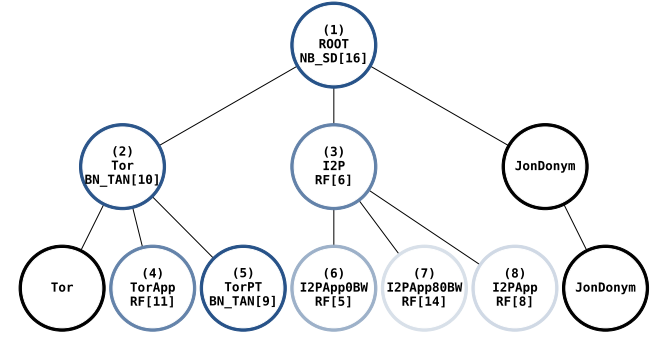 (1)
ROOT
NB_SD[16]
(2)
Tor
BN_TAN[10]
(3)
I2P
RF[6]
JonDonym
Tor
(4)
TorApp
RF[11]
(5)
TorPT
BN_TAN[9]
(6)
I2PApp0BW
RF[5]
(7)
I2PApp80BW
RF[14]
(8)
I2PApp
RF[8]
JonDonym